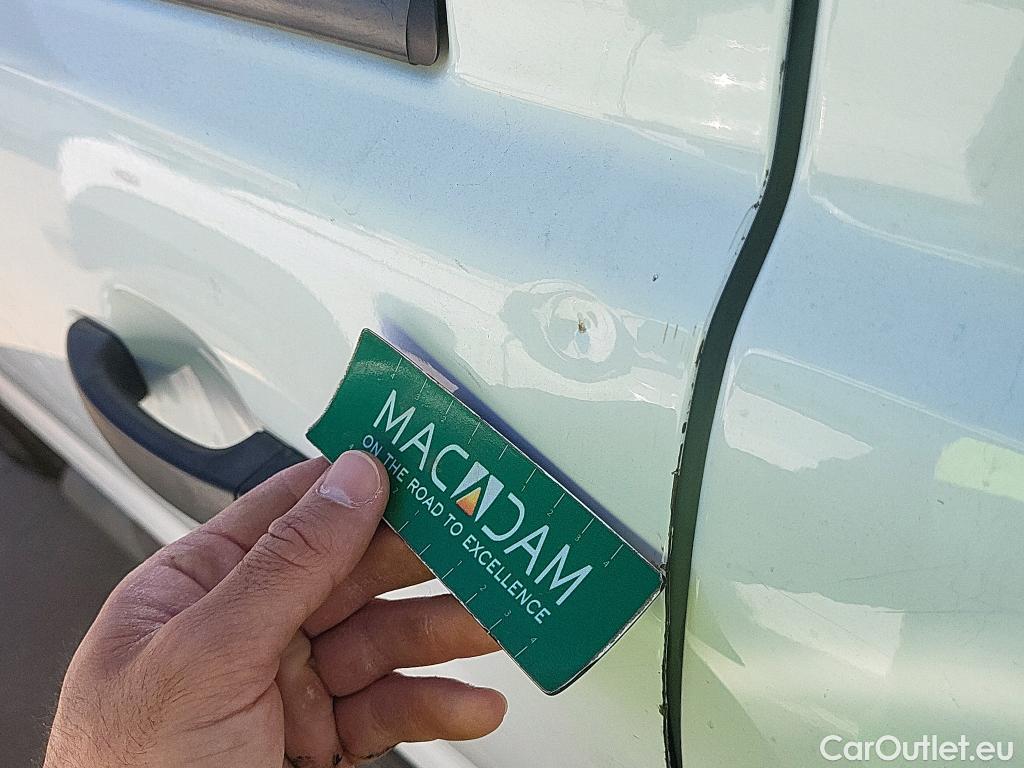 MACADAM
ON THE ROAD TO EXCELLENCE
CarOutlet.eu